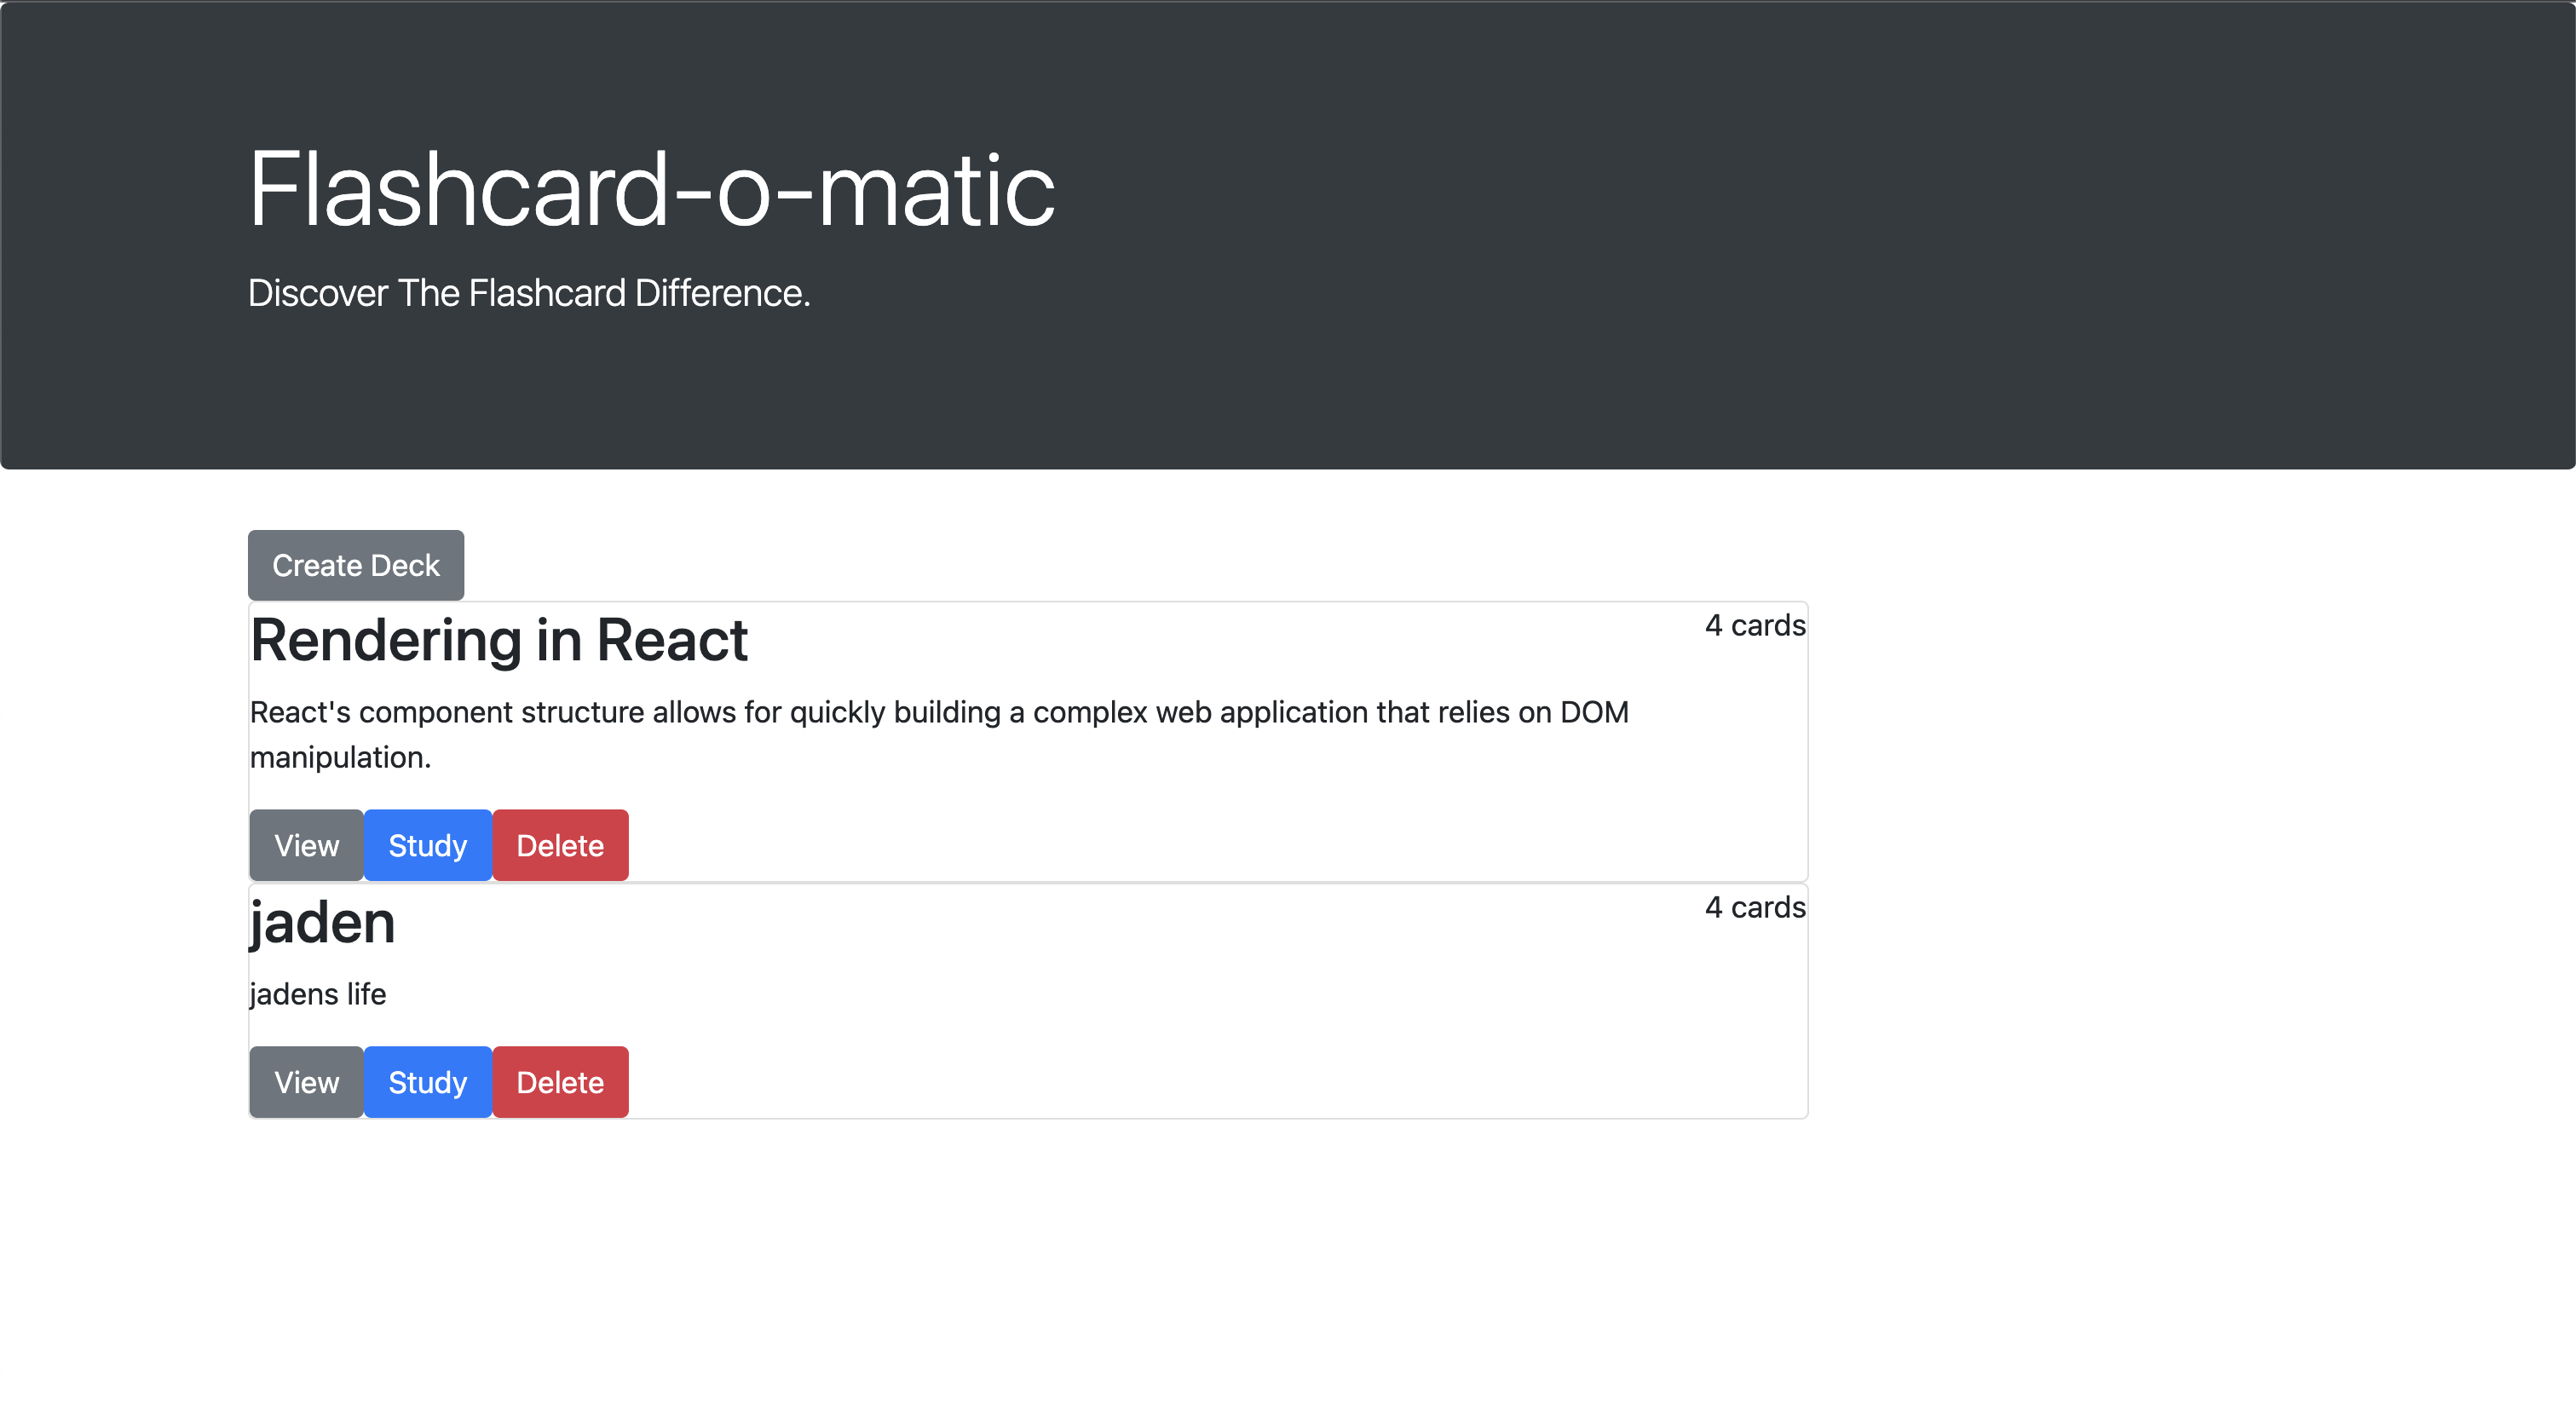 Flashcard-o-matic
Discover The Flashcard Difference.
Create Deck
Rendering in React
4 cards
React's component structure allows for quickly building a complex web application that relies on DOM
manipulation.
View Study Delete
jaden
4 cards
jadens life
View Study Delete